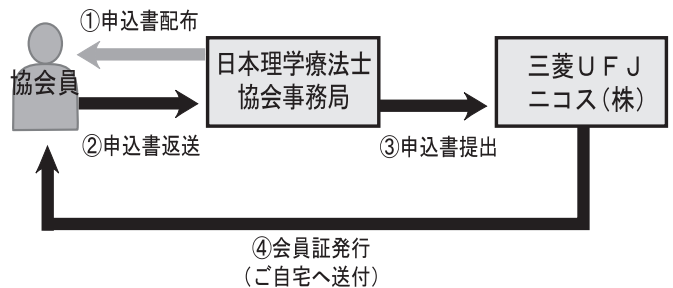 ①申込書配布
協会員
日本理学療法士
協会事務局
三菱UFJ
ニコス(株)
②申込書返送
③申込書提出
④会員証発行
(ご自宅へ送付)